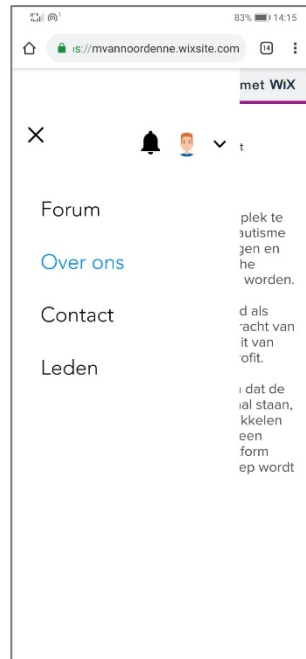 83% 14:15
s://mvannoordenne.wixsite.com 14
met WiX
t
Forum
Over ons
Contact
Leden
plek te
autisme
gen en
he
worden.
d als
racht van
it van
ofit.
dat de
al staan,
kkelen
een
form
ep wordt